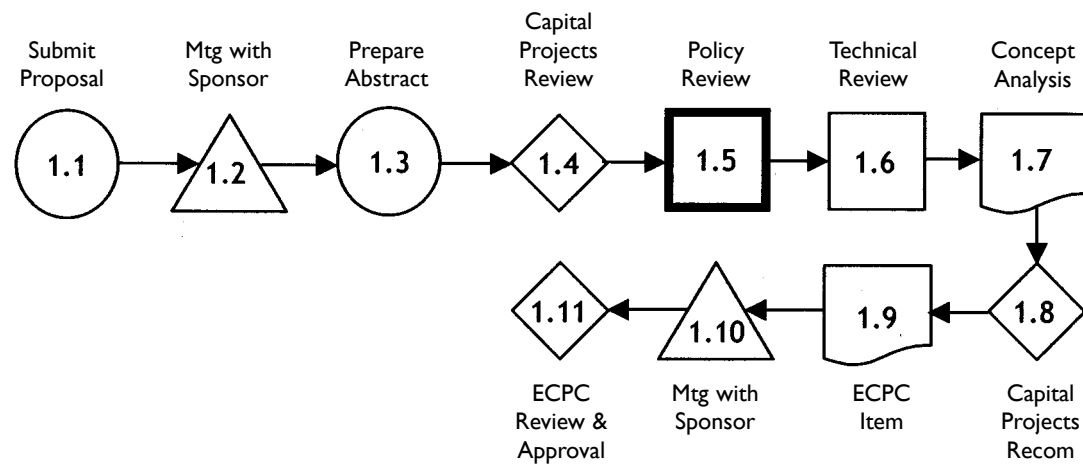 Submit
Proposal
Mtg with
Sponsor
Prepare
Abstract
Capital
Projects
Review
Policy
Review
Technical
Review
Concept
Analysis
1.1
1.2
1.3
1.4
1.5
1.6
1.7
1.11
1.10
1.9
1.8
ECPC
Review &
Approval
Mtg with
Sponsor
ECPC
Item
Capital
Projects
Recom